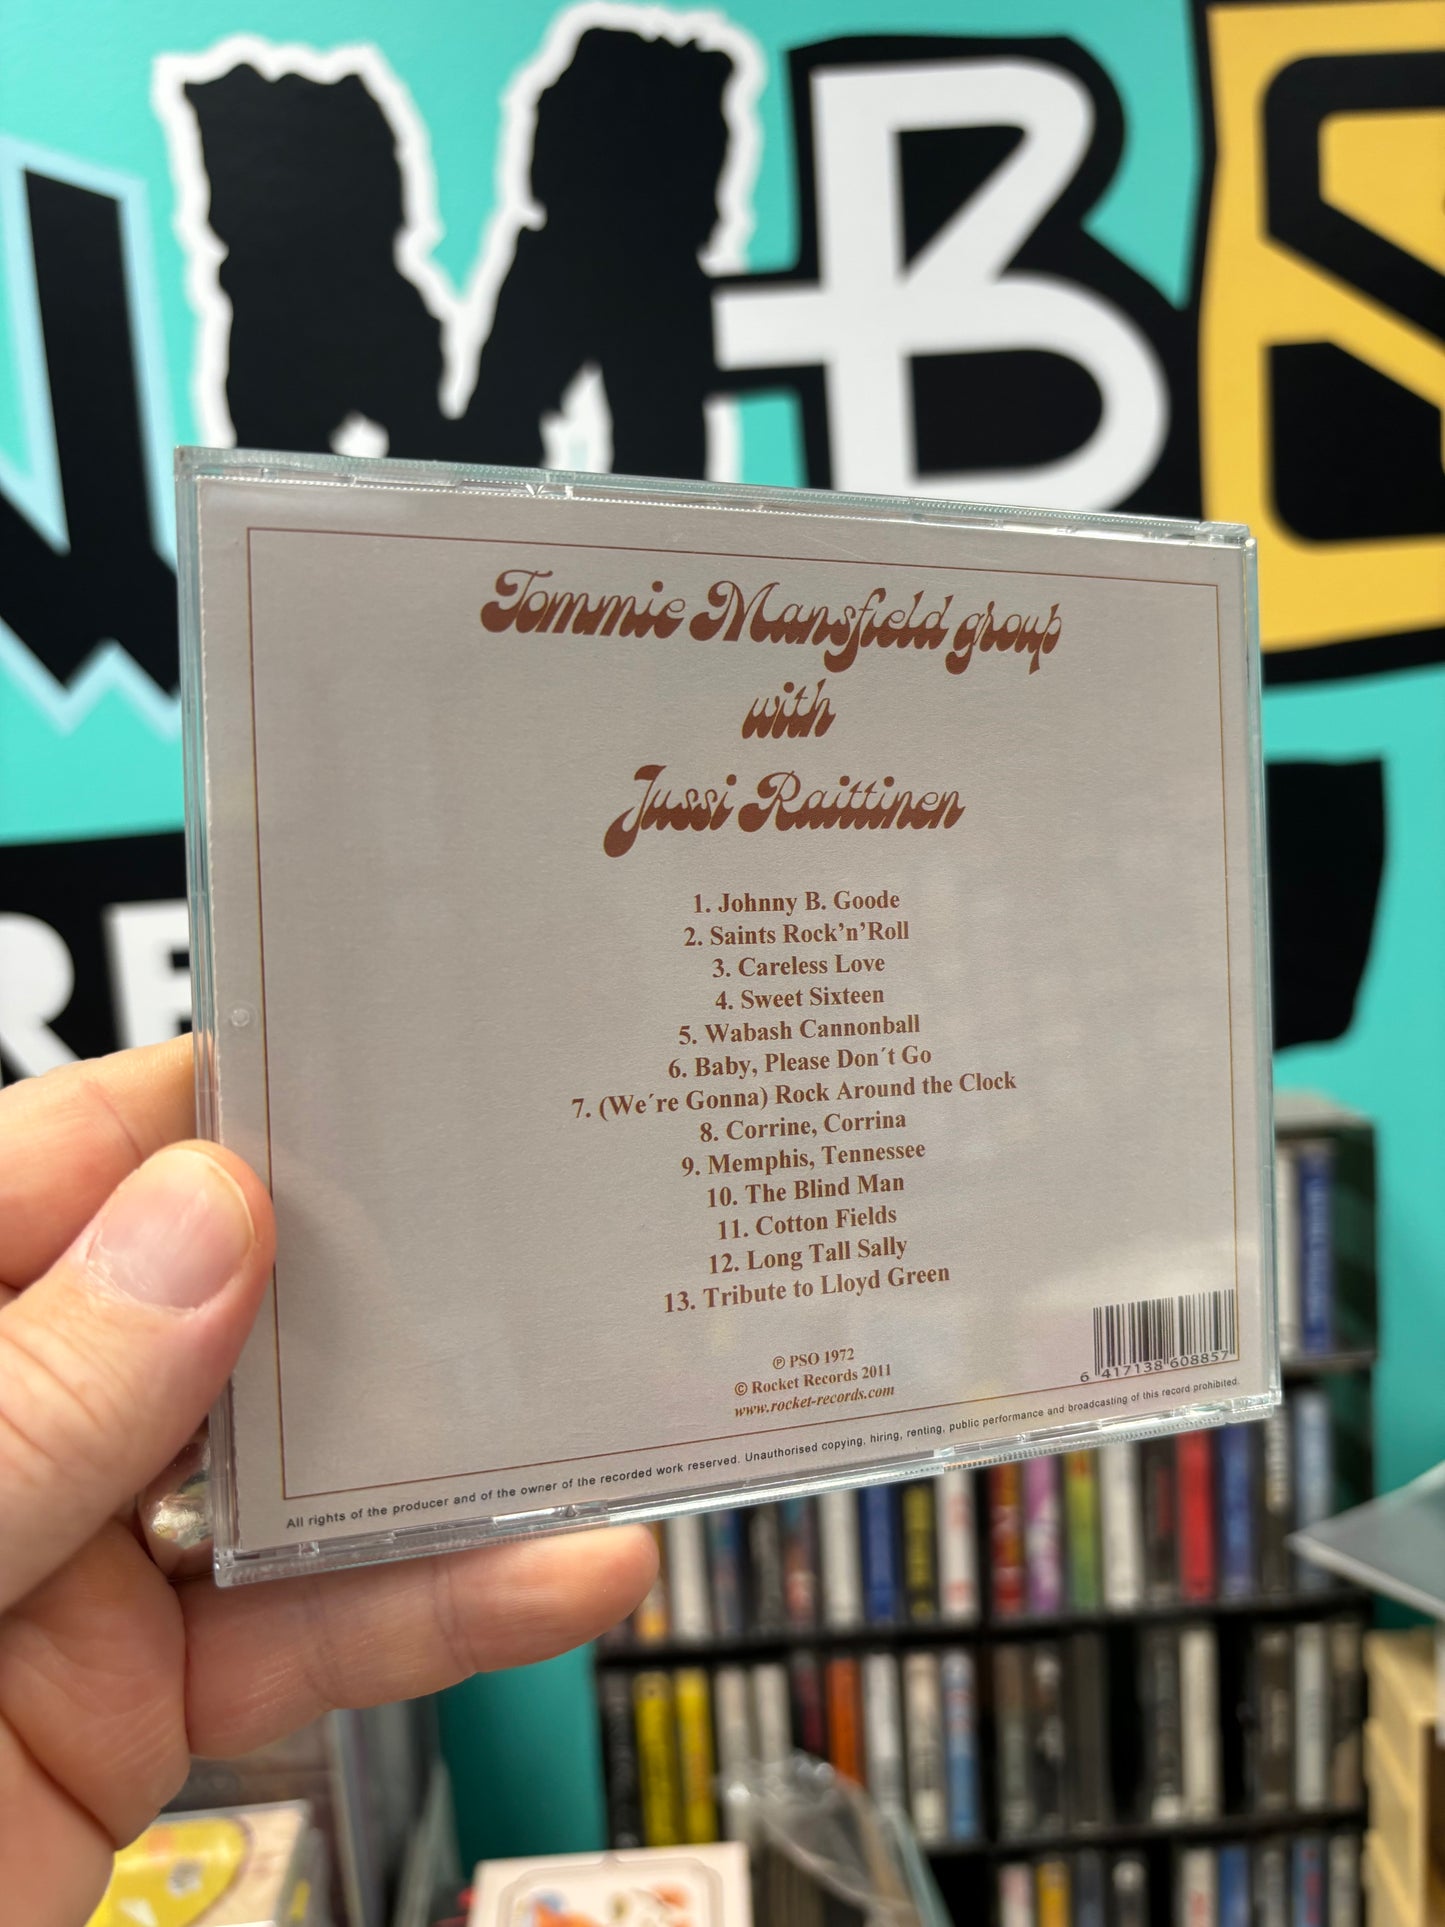 MBS
RE
Tommie Mansfield group
with
Jussi Raittinen
1. Johnny B. Goode
2. Saints Rock’n’Roll
3. Careless Love
4. Sweet Sixteen
5. Wabash Cannonball
6. Baby, Please Don´t Go
7. (We´re Gonna) Rock Around the Clock
8. Corrine, Corrina
9. Memphis, Tennessee
10. The Blind Man
11. Cotton Fields
12. Long Tall Sally
13. Tribute to Lloyd Green
℗ PSO 1972
© Rocket Records 2011
www.rocket-records.com
6 417138 608857
All rights of the producer and of the owner of the recorded work reserved. Unauthorised copying, hiring, renting, public performance and broadcasting of this record prohibited.